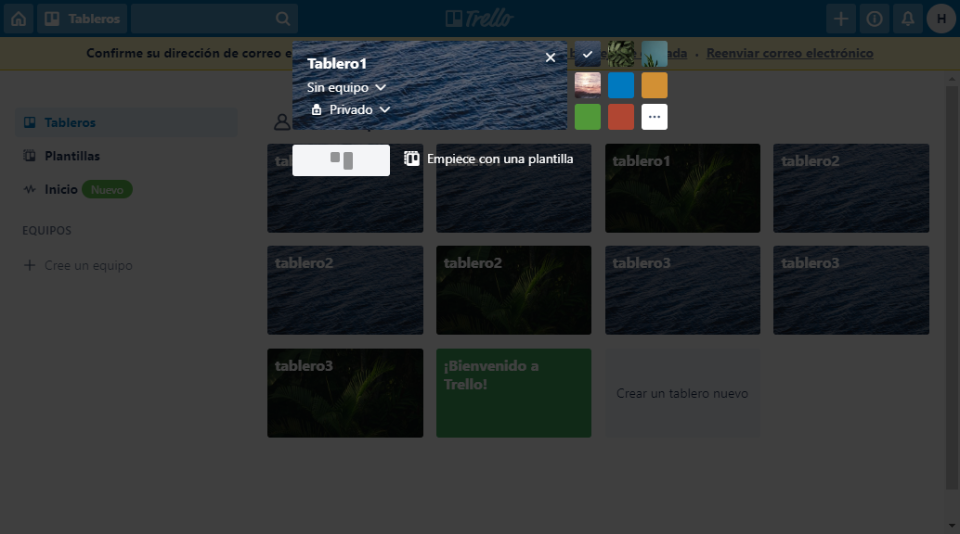 Tableros
Trello
H
Confirme su dirección de correo e
da · Reenviar correo electrónico
Tablero1
Sin equipo
Privado
Empiece con una plantilla
Tableros
Plantillas
Inicio Nuevo
EQUIPOS
Cree un equipo
tablero1
tablero2
tablero2
tablero2
tablero3
tablero3
tablero3
¡Bienvenido a
Trello!
Crear un tablero nuevo